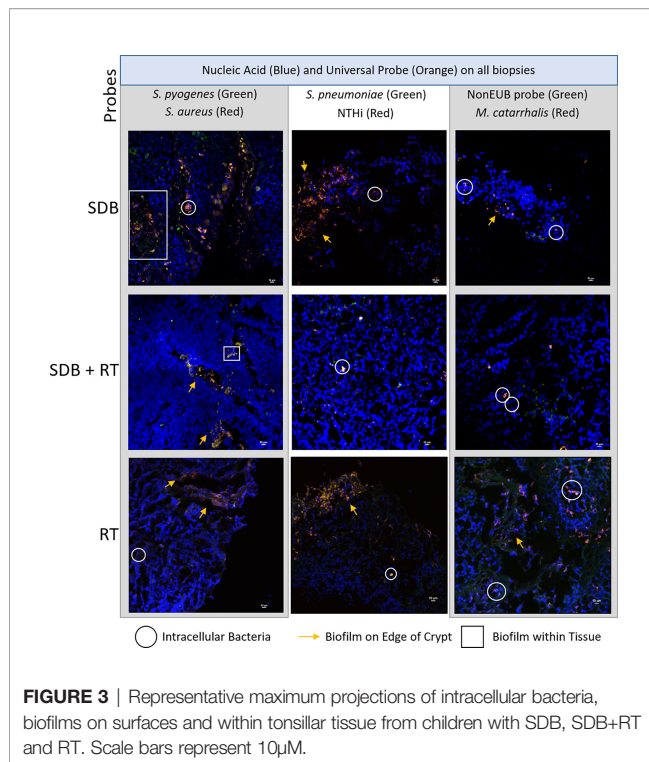 Probes
Nucleic Acid (Blue) and Universal Probe (Orange) on all biopsies
S. pyogenes (Green)
S. aureus (Red)
S. pneumoniae (Green)
NTHi (Red)
NonEUB probe (Green)
M. catarrhalis (Red)
SDB
SDB + RT
RT
Intracellular Bacteria
Biofilm on Edge of Crypt
Biofilm within Tissue
FIGURE 3 | Representative maximum projections of intracellular bacteria,
biofilms on surfaces and within tonsillar tissue from children with SDB, SDB+RT
and RT. Scale bars represent 10µM.